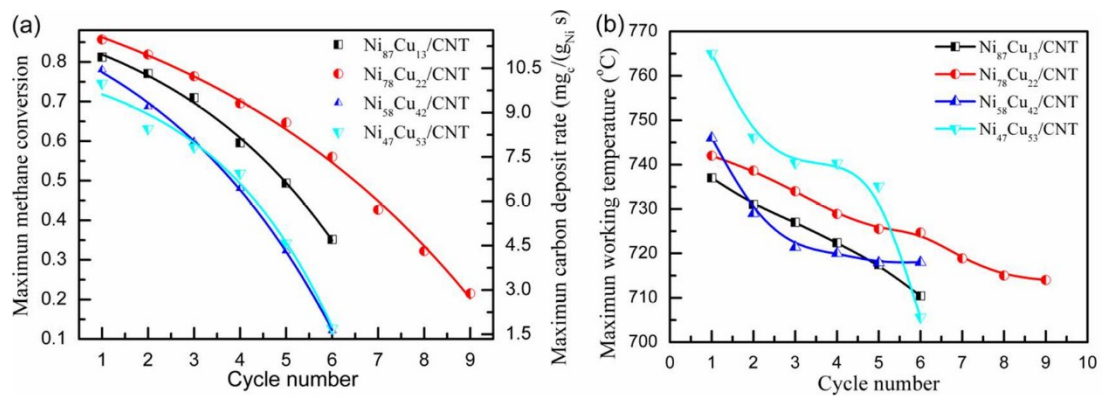 (a)
Maximun methane conversion
0.8
0.7
0.6
0.5
0.4
0.3
0.2
0.1
1 2 3 4 5 6 7 8 9
Cycle number
Ni87Cu13/CNT
Ni78Cu22/CNT
Ni58Cu42/CNT
Ni47Cu53/CNT
10.5
9.0
7.5
6.0
4.5
3.0
1.5
Maximun carbon deposit rate (mgc/(gNi s)
(b)
Maximun working temperature (°C)
770
760
750
740
730
720
710
700
0 1 2 3 4 5 6 7 8 9 10
Cycle number
Ni87Cu13/CNT
Ni78Cu22/CNT
Ni58Cu42/CNT
Ni47Cu53/CNT